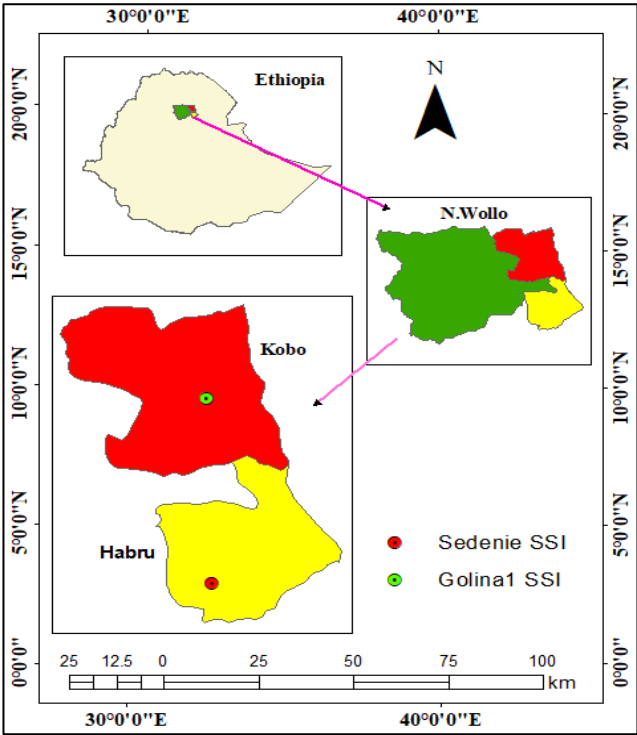 30°0'0"E 40°0'0"E
Ethiopia
N
20°0'0"N 20°0'0"N
N.Wollo
15°0'0"N 15°0'0"N
Kobo
10°0'0"N 10°0'0"N
Habru
Sedenie SSI
Golina1 SSI
5°0'0"N 5°0'0"N
0°0'0" 0°0'0"
25 12.5 0 25 50 75 100
km
30°0'0"E 40°0'0"E